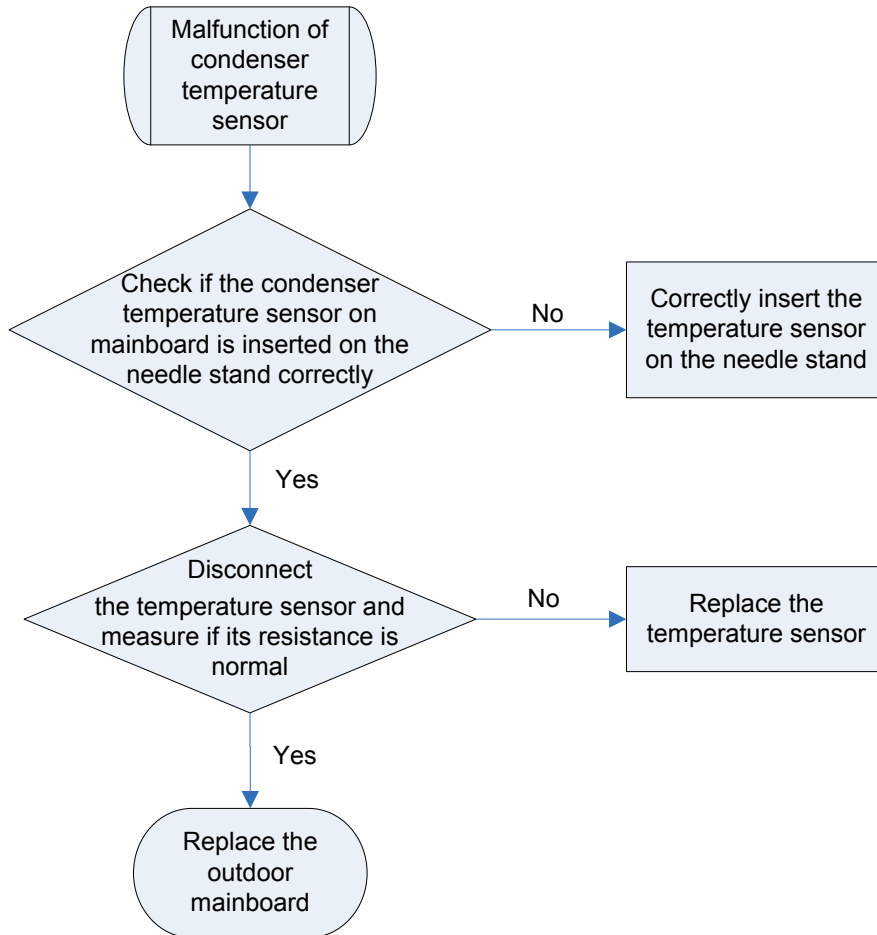 Malfunction of
condenser
temperature
sensor
Check if the condenser
temperature sensor on
mainboard is inserted on the
needle stand correctly
No
Correctly insert the
temperature sensor
on the needle stand
Yes
Disconnect
the temperature sensor and
measure if its resistance is
normal
No
Replace the
temperature sensor
Yes
Replace the
outdoor
mainboard